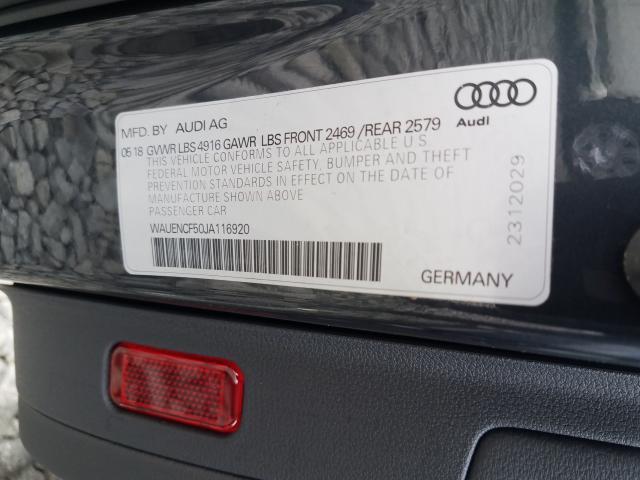 MFD. BY AUDI AG
05 18 GVWR LBS 4916 GAWR LBS FRONT 2469 /REAR 2579
THIS VEHICLE CONFORMS TO ALL APPLICABLE U S
FEDERAL MOTOR VEHICLE SAFETY, BUMPER AND THEFT
PREVENTION STANDARDS IN EFFECT ON THE DATE OF
MANUFACTURE SHOWN ABOVE
PASSENGER CAR
WAUENCF50JA116920
Audi
2312029
GERMANY